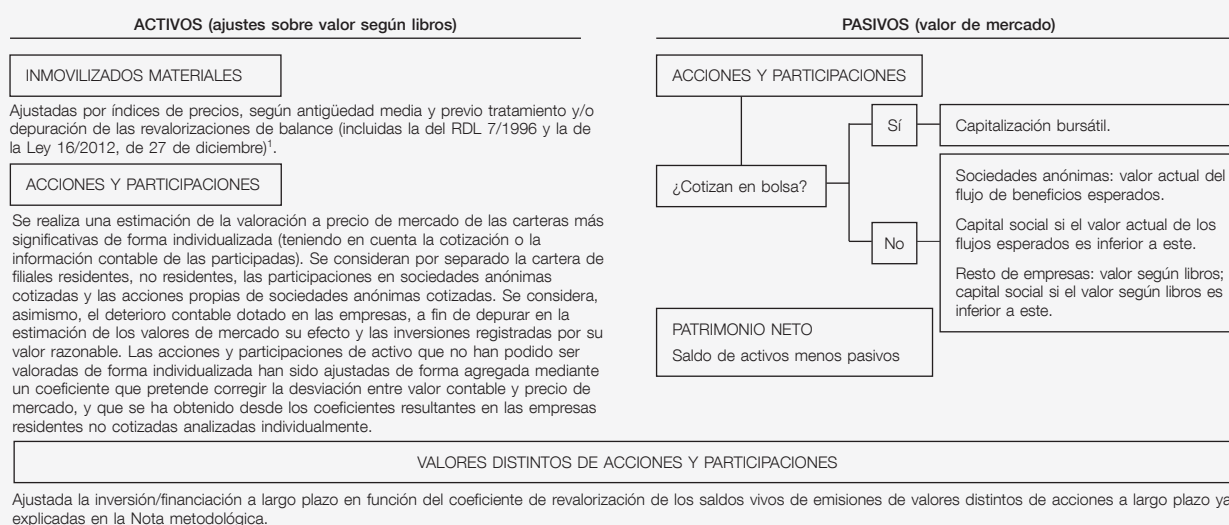 ACTIVOS (ajustes sobre valor según libros)
INMOVILIZADOS MATERIALES
Ajustadas por índices de precios, según antigüedad media y previo tratamiento y/o
depuración de las revalorizaciones de balance (incluidas la del RDL 7/1996 y la de
la Ley 16/2012, de 27 de diciembre)¹.
ACCIONES Y PARTICIPACIONES
Se realiza una estimación de la valoración a precio de mercado de las carteras más
significativas de forma individualizada (teniendo en cuenta la cotización o la
información contable de las participadas). Se consideran por separado la cartera de
filiales residentes, no residentes, las participaciones en sociedades anónimas
cotizadas y las acciones propias de sociedades anónimas cotizadas. Se considera,
asimismo, el deterioro contable dotado en las empresas, a fin de depurar en la
estimación de los valores de mercado su efecto y las inversiones registradas por su
valor razonable. Las acciones y participaciones de activo que no han podido ser
valoradas de forma individualizada han sido ajustadas de forma agregada mediante
un coeficiente que pretende corregir la desviación entre valor contable y precio de
mercado, y que se ha obtenido desde los coeficientes resultantes en las empresas
residentes no cotizadas analizadas individualmente.
PASIVOS (valor de mercado)
ACCIONES Y PARTICIPACIONES
¿Cotizan en bolsa?
Sí
Capitalización bursátil.
No
Sociedades anónimas: valor actual del
flujo de beneficios esperados.
Capital social si el valor actual de los
flujos esperados es inferior a este.
Resto de empresas: valor según libros;
capital social si el valor según libros es
inferior a este.
PATRIMONIO NETO
Saldo de activos menos pasivos
VALORES DISTINTOS DE ACCIONES Y PARTICIPACIONES
Ajustada la inversión/financiación a largo plazo en función del coeficiente de revalorización de los saldos vivos de emisiones de valores distintos de acciones a largo plazo ya
explicadas en la Nota metodológica.